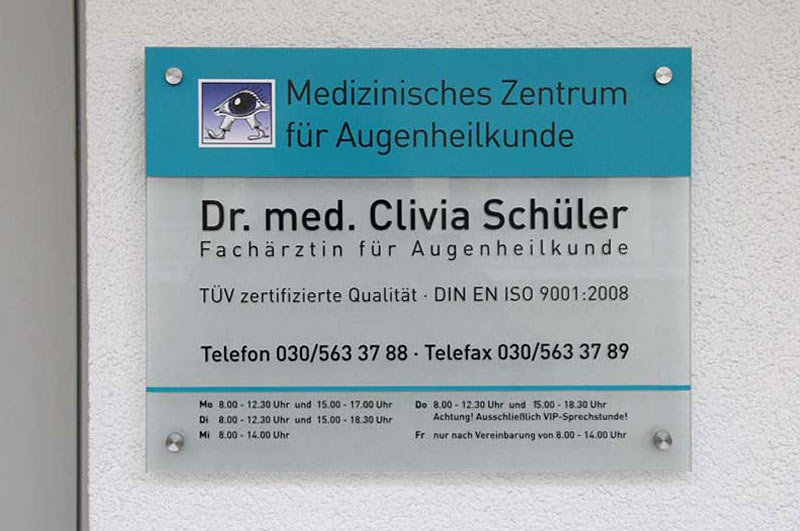 Medizinisches Zentrum
für Augenheilkunde
Dr. med. Clivia Schüler
Fachärztin für Augenheilkunde
TÜV zertifizierte Qualität · DIN EN ISO 9001:2008
Telefon 030/563 37 88 · Telefax 030/563 37 89
Mo 8.00 - 12.30 Uhr und 15.00 - 17.00 Uhr
Di 8.00 - 12.30 Uhr und 15.00 - 18.30 Uhr
Mi 8.00 - 14.00 Uhr
Do 8.00 - 12.30 Uhr und 15.00 - 18.30 Uhr
Achtung! Ausschließlich VIP-Sprechstunde!
Fr nur nach Vereinbarung von 8.00 - 14.00 Uhr